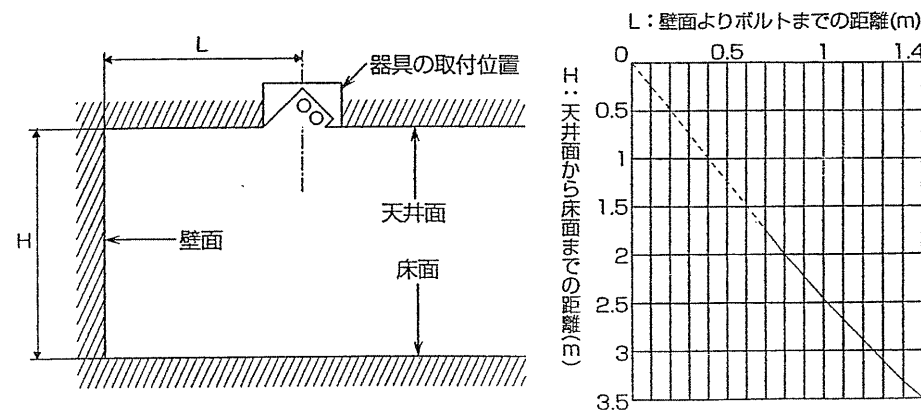 L
器具の取付位置
H
壁面
天井面
床面
L：壁面よりボルトまでの距離(m)
0 0.5 1 1.4
H：天井面から床面までの距離(m)
0.5
1
1.5
2
2.5
3
3.5